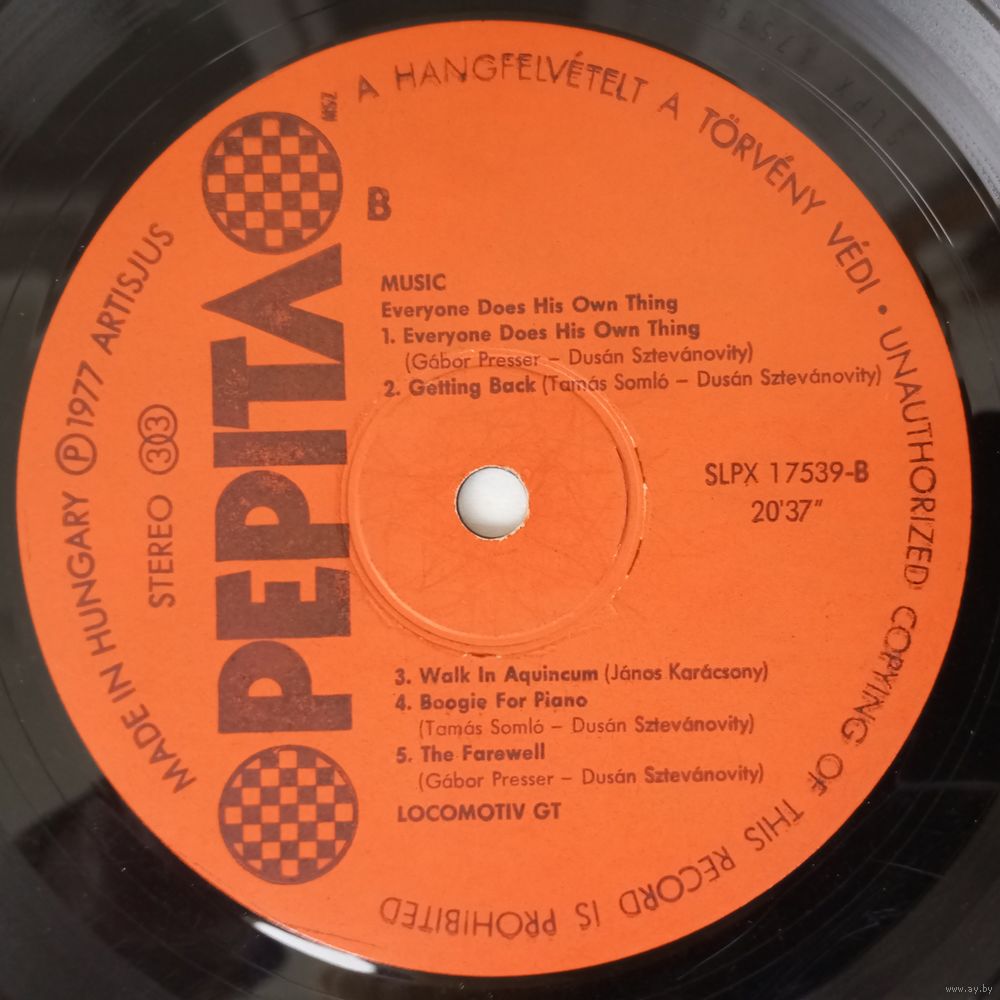 A HANGFELVÉTELT A TÖRVÉNY VÉDI • UNAUTHORIZED COPYING OF THIS RECORD IS PROHIBITED
MADE IN HUNGARY Ⓟ 1977 ARTISJUS
STEREO 33
PEPITA
MSZ
B
MUSIC
Everyone Does His Own Thing
1. Everyone Does His Own Thing
(Gábor Presser – Dusán Sztevánovity)
2. Getting Back (Tamás Somló – Dusán Sztevánovity)
SLPX 17539-B
20'37"
3. Walk In Aquincum (János Karácsony)
4. Boogie For Piano
(Tamás Somló – Dusán Sztevánovity)
5. The Farewell
(Gábor Presser – Dusán Sztevánovity)
LOCOMOTIV GT
www.ay.by